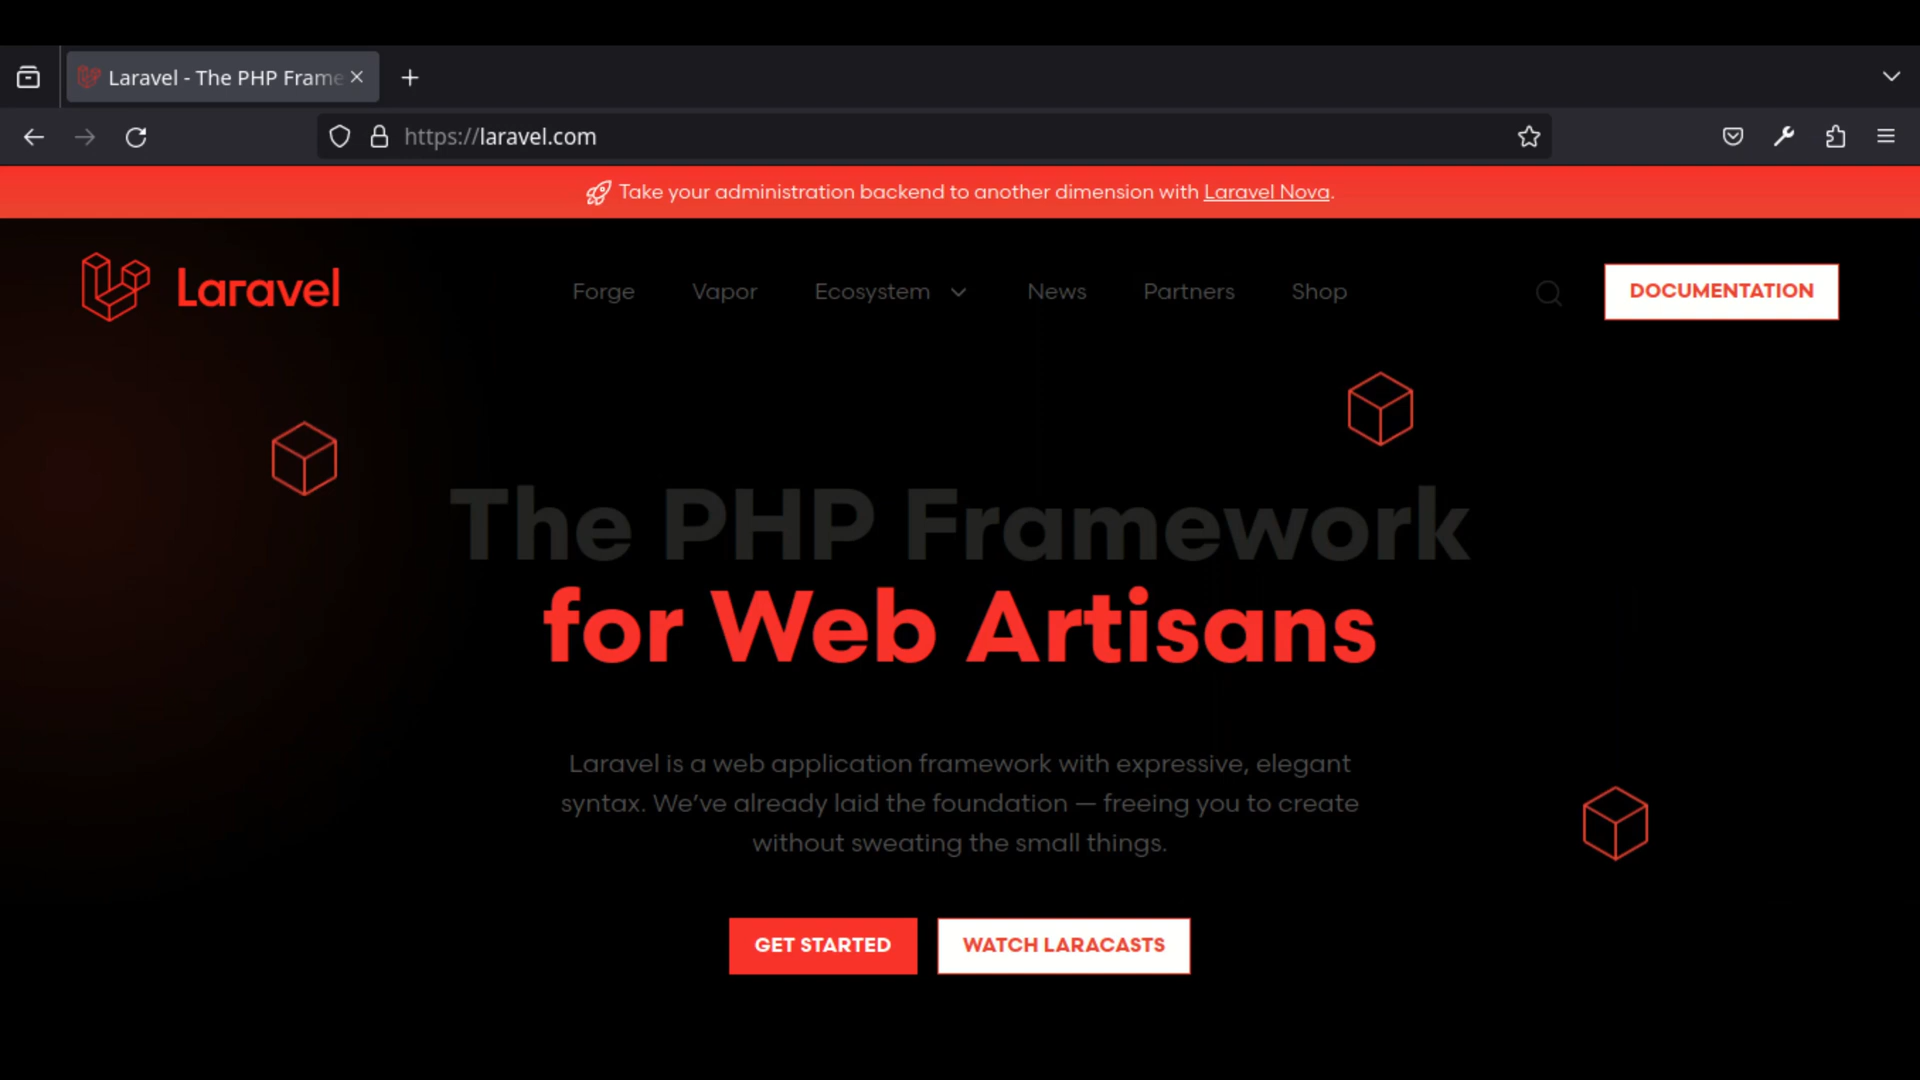 Laravel - The PHP Frame
https://laravel.com
Take your administration backend to another dimension with Laravel Nova.
Laravel
Forge Vapor Ecosystem News Partners Shop
DOCUMENTATION
The PHP Framework
for Web Artisans
Laravel is a web application framework with expressive, elegant
syntax. We’ve already laid the foundation — freeing you to create
without sweating the small things.
GET STARTED WATCH LARACASTS